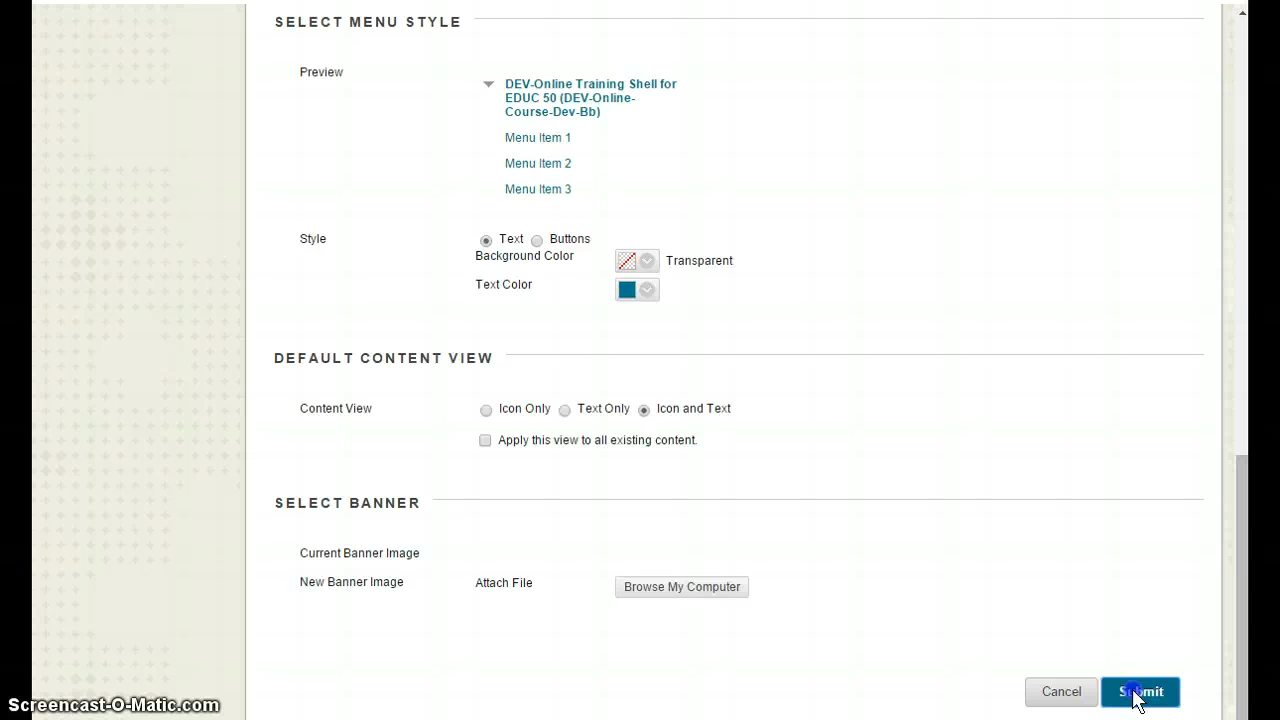 SELECT MENU STYLE
Preview
DEV-Online Training Shell for
EDUC 50 (DEV-Online-
Course-Dev-Bb)
Menu Item 1
Menu Item 2
Menu Item 3
Style
Text Buttons
Background Color
Transparent
Text Color
DEFAULT CONTENT VIEW
Content View
Icon Only Text Only Icon and Text
Apply this view to all existing content.
SELECT BANNER
Current Banner Image
New Banner Image
Attach File
Browse My Computer
Cancel Submit
Screencast-O-Matic.com